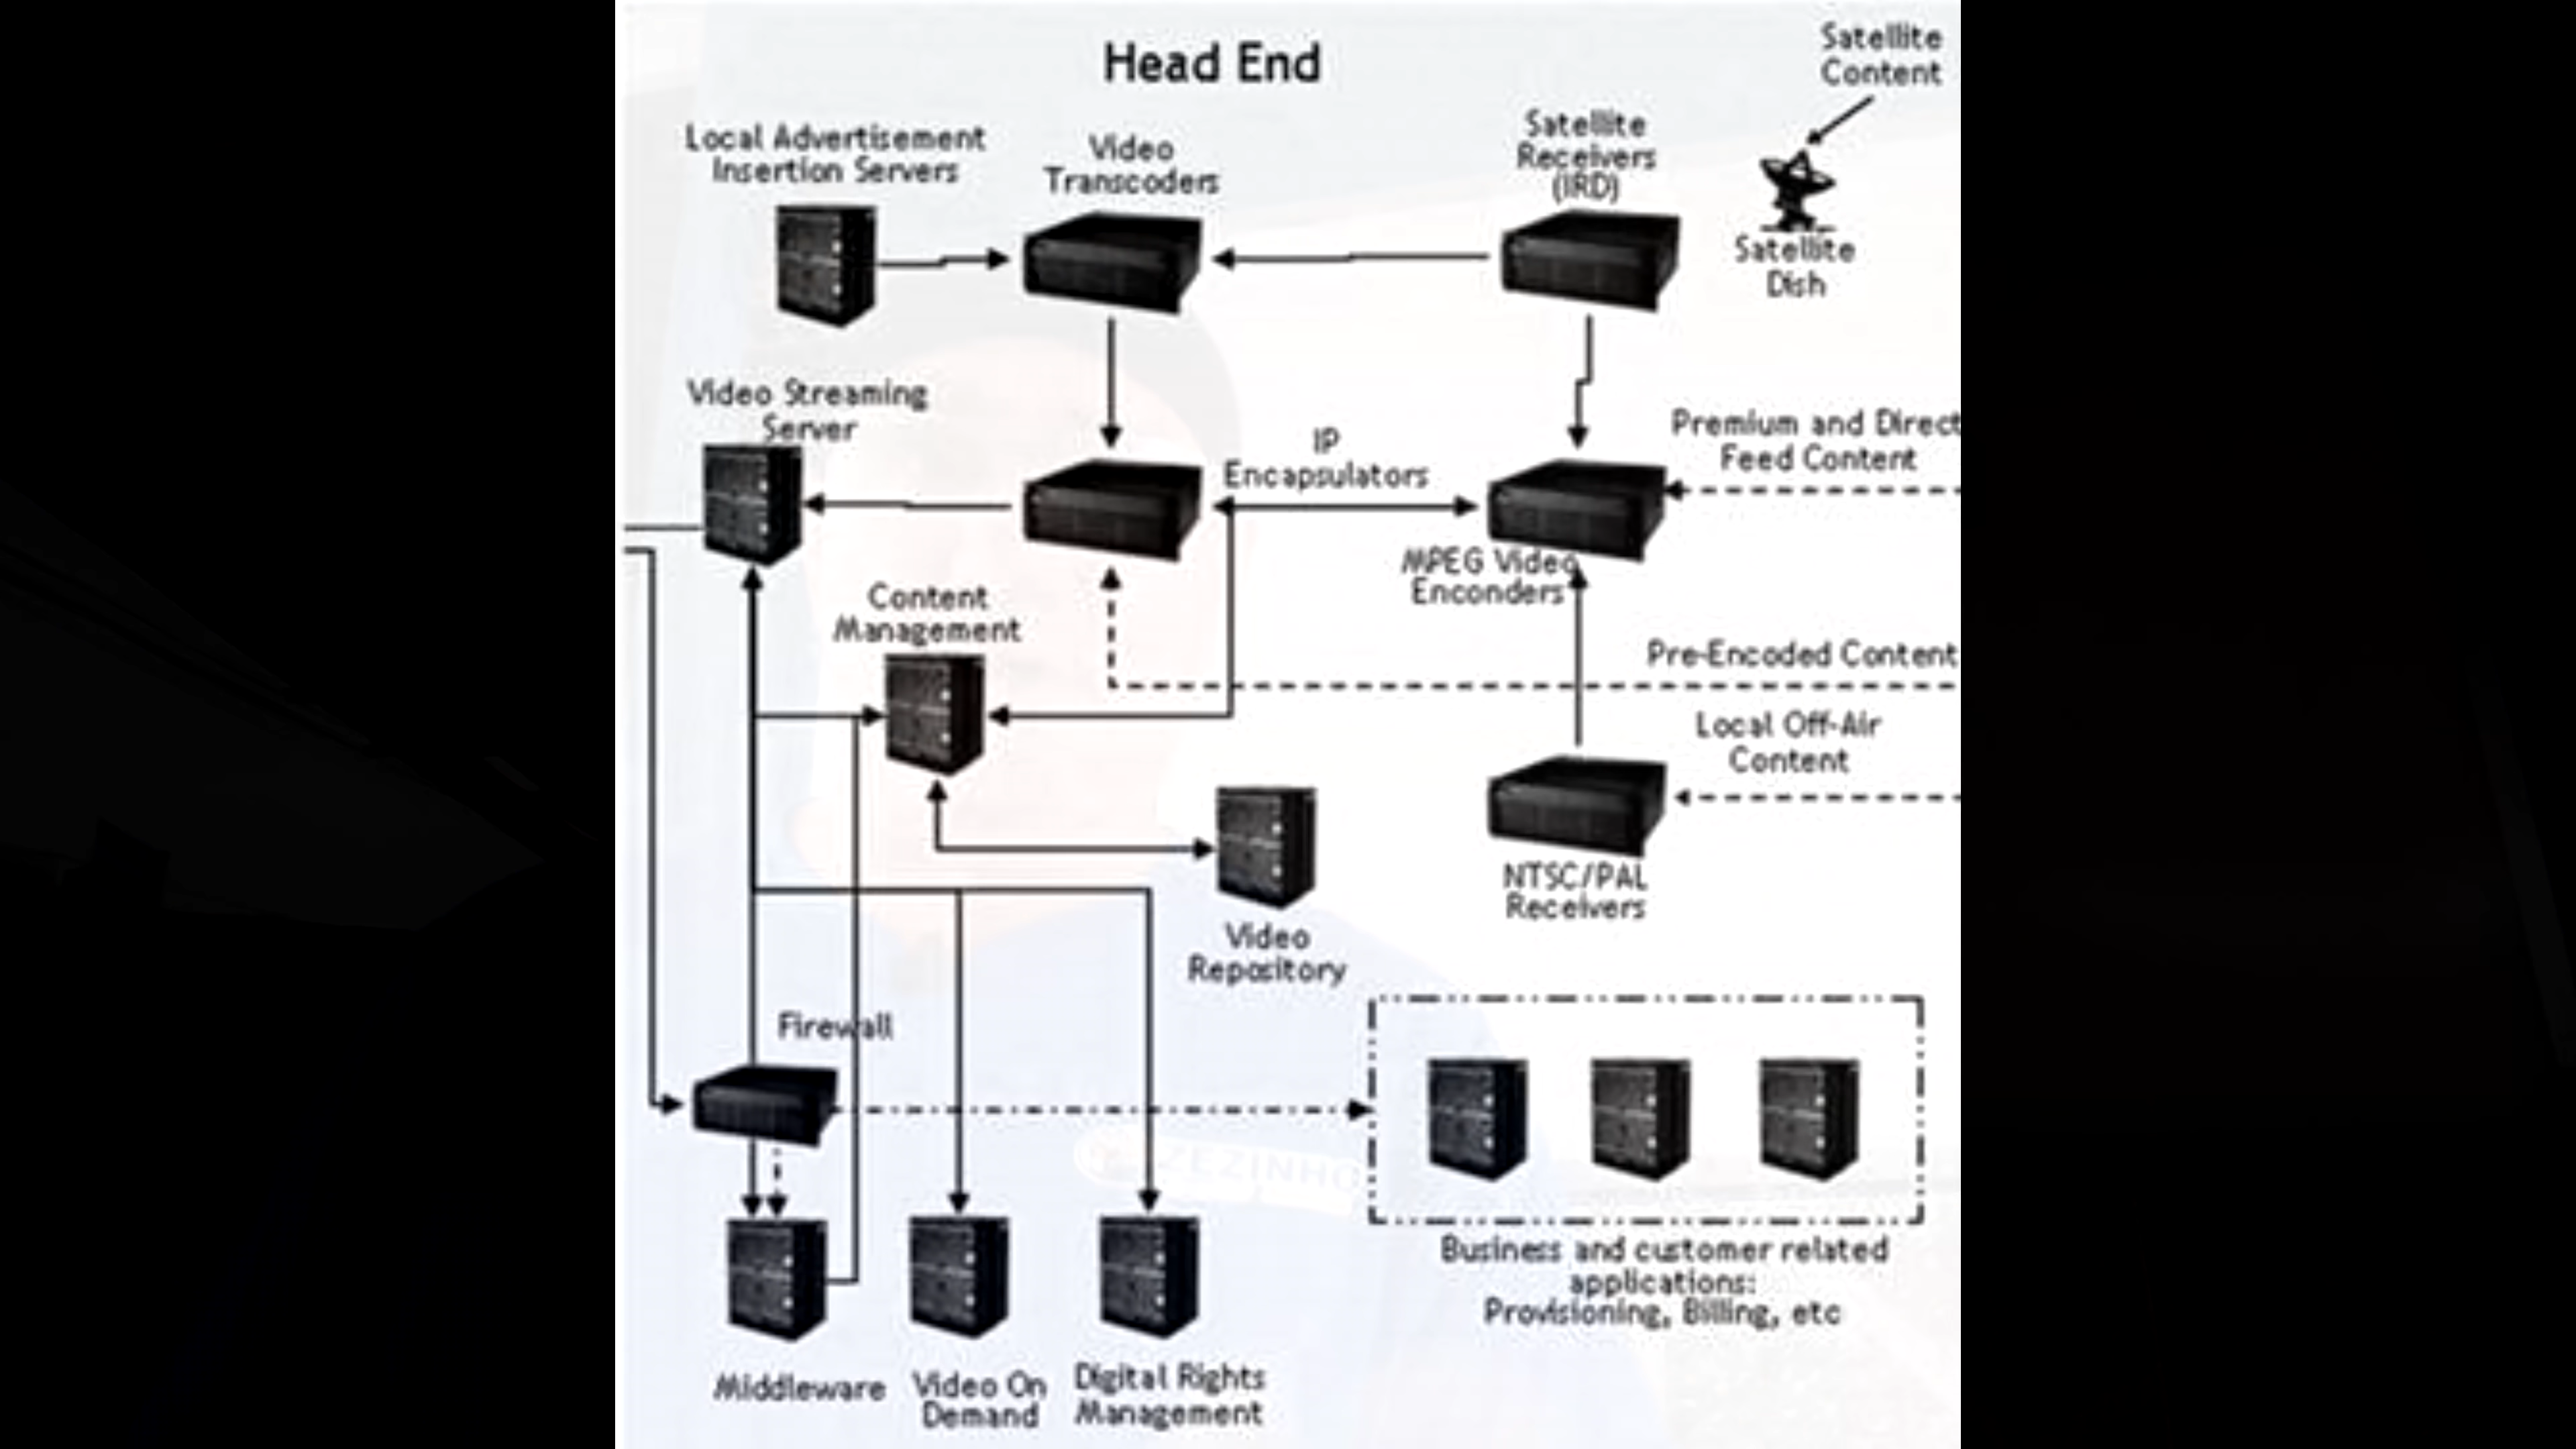 Head End
Satellite
Content
Local Advertisement
Insertion Servers
Video
Transcoders
Satellite
Receivers
(IRD)
Satellite
Dish
Video Streaming
Server
IP
Encapsulators
Premium and Direct
Feed Content
MPEG Video
Enconders
Content
Management
Pre-Encoded Content
Local Off-Air
Content
NTSC/PAL
Receivers
Video
Repository
Firewall
ZEZINHO
Business and customer related
applications:
Provisioning, Billing, etc
Middleware
Video On
Demand
Digital Rights
Management